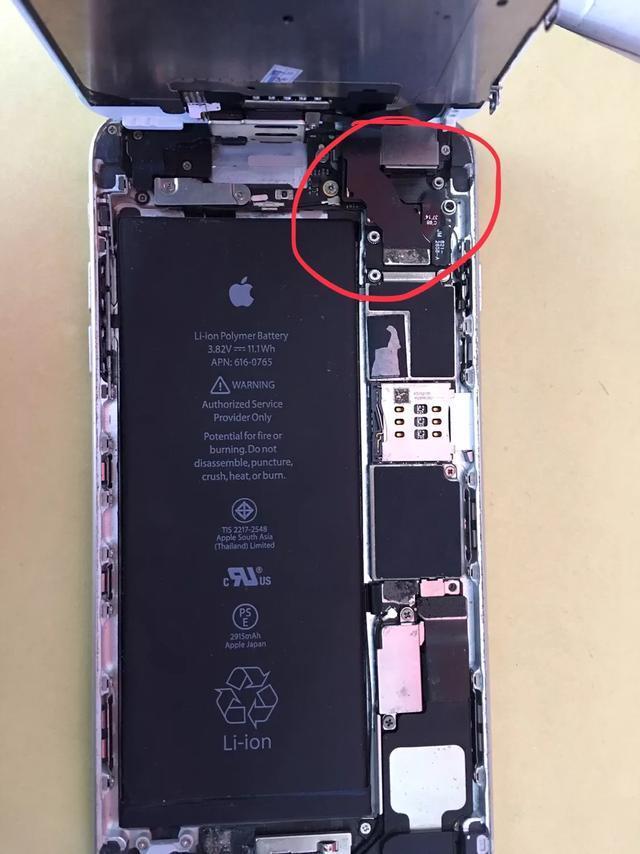 Li-ion Polymer Battery
3.82V 11.1Wh
APN: 616-0765
WARNING
Authorized Service
Provider Only
Potential for fire or
burning. Do not
disassemble, puncture,
crush, heat, or burn.
TIS 2217-2548
Apple South Asia
(Thailand) Limited
c RU® US
PS
E
2915mAh
Apple Japan
Li-ion